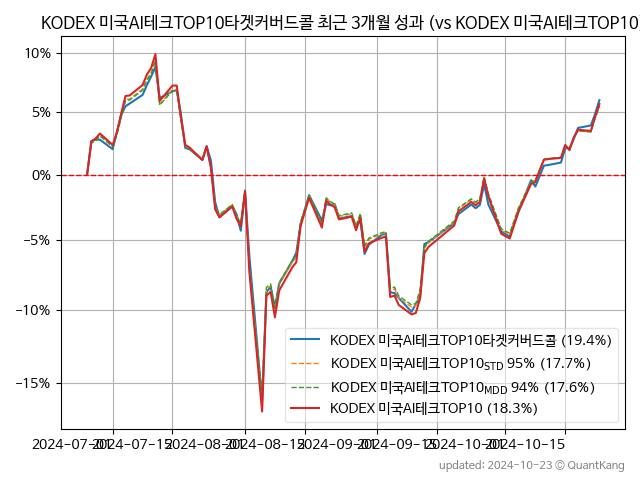 KODEX 미국AI테크TOP10타겟커버드콜 최근 3개월 성과 (vs KODEX 미국AI테크TOP10)
10%
5%
0%
−5%
−10%
−15%
KODEX 미국AI테크TOP10타겟커버드콜 (19.4%)
KODEX 미국AI테크TOP10STD 95% (17.7%)
KODEX 미국AI테크TOP10MDD 94% (17.6%)
KODEX 미국AI테크TOP10 (18.3%)
2024-07-01 2024-07-15 2024-08-01 2024-08-15 2024-09-01 2024-09-15 2024-10-01 2024-10-15
updated: 2024-10-23 © QuantKang